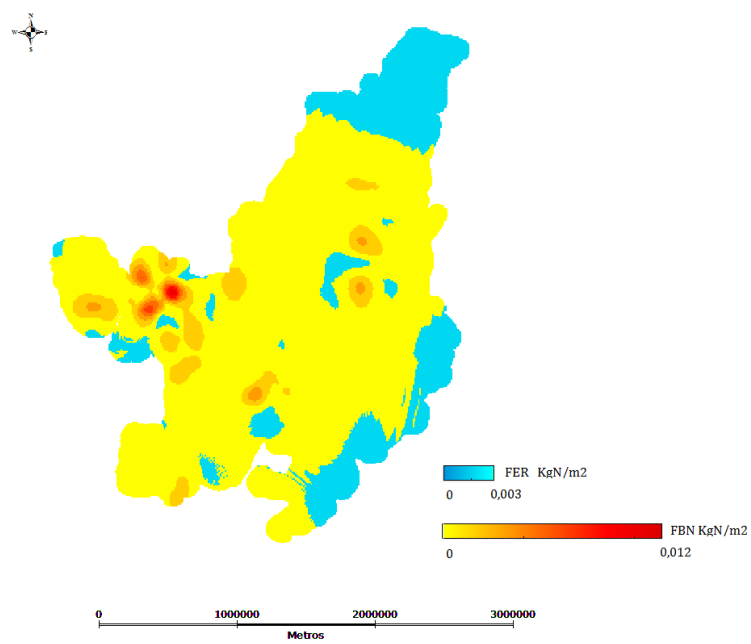 N
W E
S
FER KgN/m2
0 0,003
FBN KgN/m2
0 0,012
0 1000000 2000000 3000000
Metros